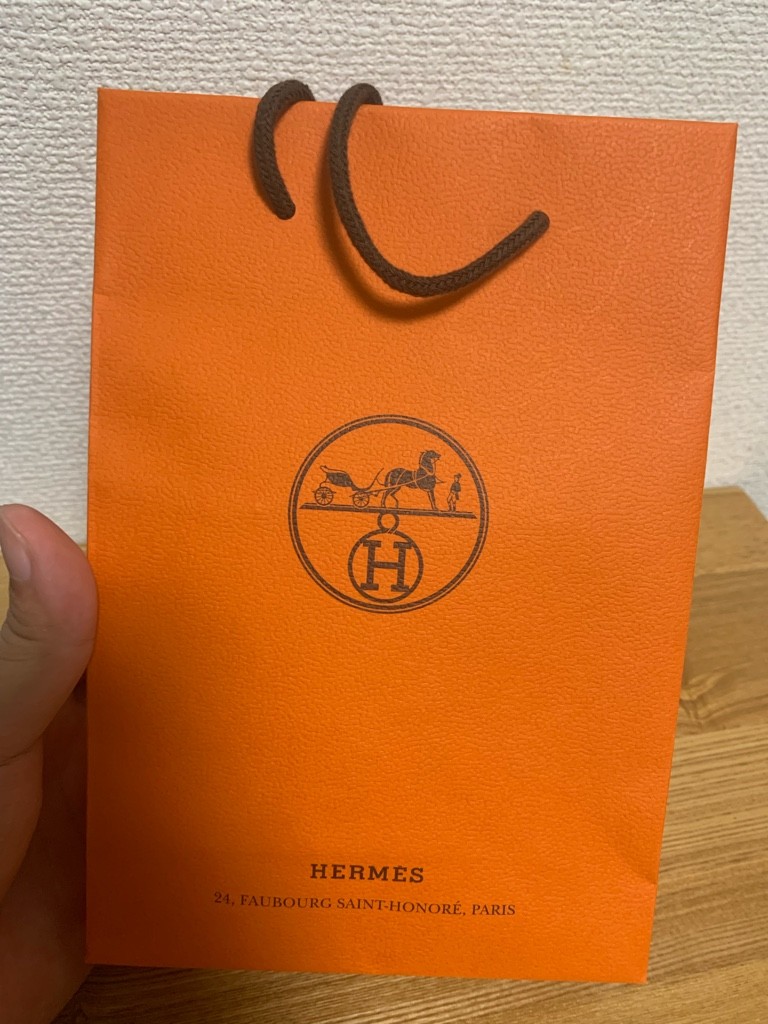 H
HERMÈS
24, FAUBOURG SAINT-HONORÉ, PARIS